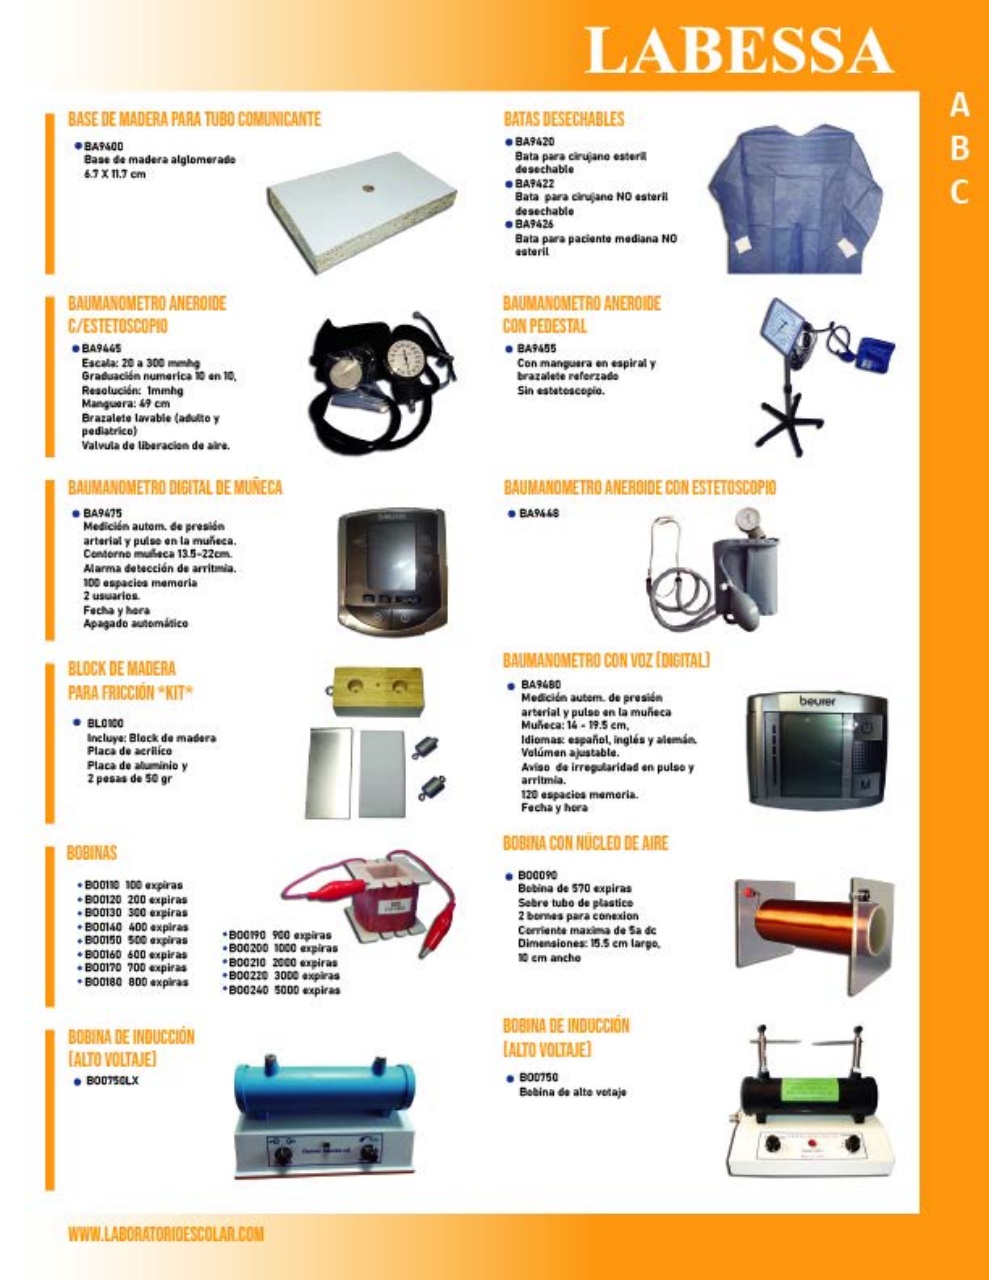 LABESSA
A
B
C
BASE DE MADERA PARA TUBO COMUNICANTE
BA9400
Base de madera alglomerado
6.7 X 11.7 cm
BATAS DESECHABLES
BA9420
Bata para cirujano esteril
desechable
BA9422
Bata para cirujano NO esteril
desechable
BA9426
Bata para paciente mediana NO
esteril
BAUMANOMETRO ANEROIDE
C/ESTETOSCOPIO
BA9445
Escala: 20 a 300 mmhg
Graduación numerica 10 en 10,
Resolución: 1mmhg
Manguera: 49 cm
Brazalete lavable (adulto y
pediatrico)
Valvula de liberacion de aire.
BAUMANOMETRO ANEROIDE
CON PEDESTAL
BA9455
Con manguera en espiral y
brazalete reforzado
Sin estetoscopio.
BAUMANOMETRO DIGITAL DE MUÑECA
BA9475
Medición autom. de presión
arterial y pulso en la muñeca.
Contorno muñeca 13.5-22cm.
Alarma detección de arritmia.
100 espacios memoria
2 usuarios.
Fecha y hora
Apagado automático
beurer
BAUMANOMETRO ANEROIDE CON ESTETOSCOPIO
BA9448
BLOCK DE MADERA
PARA FRICCIÓN *KIT*
BL0100
Incluye: Block de madera
Placa de acrílico
Placa de aluminio y
2 pesas de 50 gr
BAUMANOMETRO CON VOZ (DIGITAL)
BA9480
Medición autom. de presión
arterial y pulso en la muñeca
Muñeca: 14 - 19.5 cm,
Idiomas: español, inglés y alemán.
Volúmen ajustable.
Aviso de irregularidad en pulso y
arritmia.
120 espacios memoria.
Fecha y hora
beurer
M
BOBINAS
BO0110 100 expiras
BO0120 200 expiras
BO0130 300 expiras
BO0140 400 expiras
BO0150 500 expiras
BO0160 600 expiras
BO0170 700 expiras
BO0180 800 expiras
BO0190 900 expiras
BO0200 1000 expiras
BO0210 2000 expiras
BO0220 3000 expiras
BO0240 5000 expiras
BOBINA CON NÚCLEO DE AIRE
BO0090
Bobina de 570 expiras
Sobre tubo de plastico
2 bornes para conexion
Corriente maxima de 5a dc
Dimensiones: 15.5 cm largo,
10 cm ancho
BOBINA DE INDUCCIÓN
(ALTO VOLTAJE)
BO0750LX
BOBINA DE INDUCCIÓN
(ALTO VOLTAJE)
BO0750
Bobina de alto votaje
WWW.LABORATORIOESCOLAR.COM